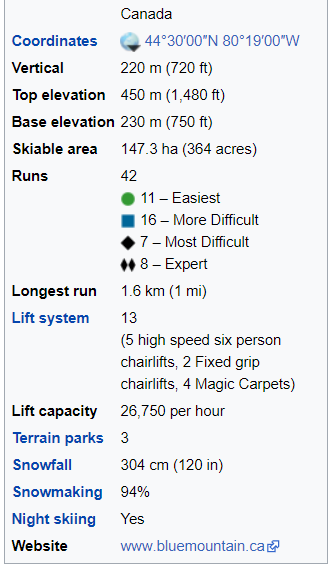 Canada
Coordinates 44°30′00″N 80°19′00″W
Vertical 220 m (720 ft)
Top elevation 450 m (1,480 ft)
Base elevation 230 m (750 ft)
Skiable area 147.3 ha (364 acres)
Runs 42
11 – Easiest
16 – More Difficult
7 – Most Difficult
8 – Expert
Longest run 1.6 km (1 mi)
Lift system 13
(5 high speed six person
chairlifts, 2 Fixed grip
chairlifts, 4 Magic Carpets)
Lift capacity 26,750 per hour
Terrain parks 3
Snowfall 304 cm (120 in)
Snowmaking 94%
Night skiing Yes
Website www.bluemountain.ca